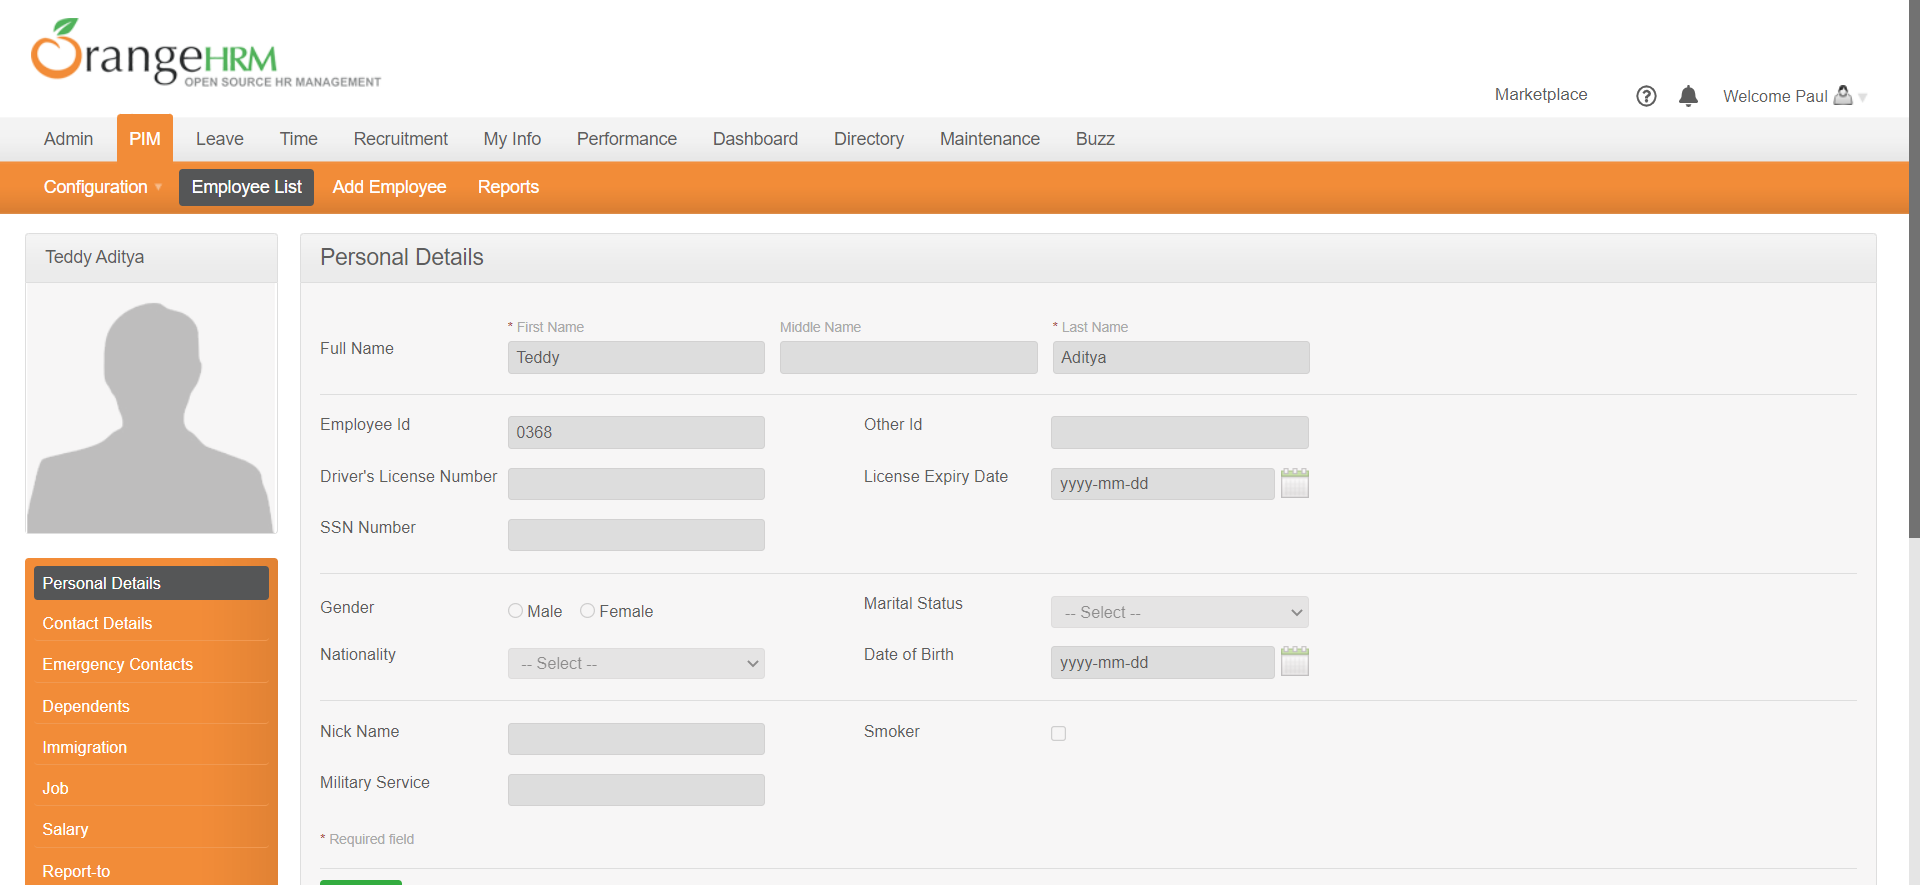 OrangeHRM
OPEN SOURCE HR MANAGEMENT
Marketplace
Welcome Paul
Admin PIM Leave Time Recruitment My Info Performance Dashboard Directory Maintenance Buzz
Configuration Employee List Add Employee Reports
Teddy Aditya
Personal Details
* First Name Middle Name * Last Name
Full Name Teddy Aditya
Employee Id 0368 Other Id
Driver's License Number License Expiry Date yyyy-mm-dd
SSN Number
Gender Male Female Marital Status -- Select --
Nationality -- Select -- Date of Birth yyyy-mm-dd
Nick Name Smoker
Military Service
* Required field
Personal Details
Contact Details
Emergency Contacts
Dependents
Immigration
Job
Salary
Report-to